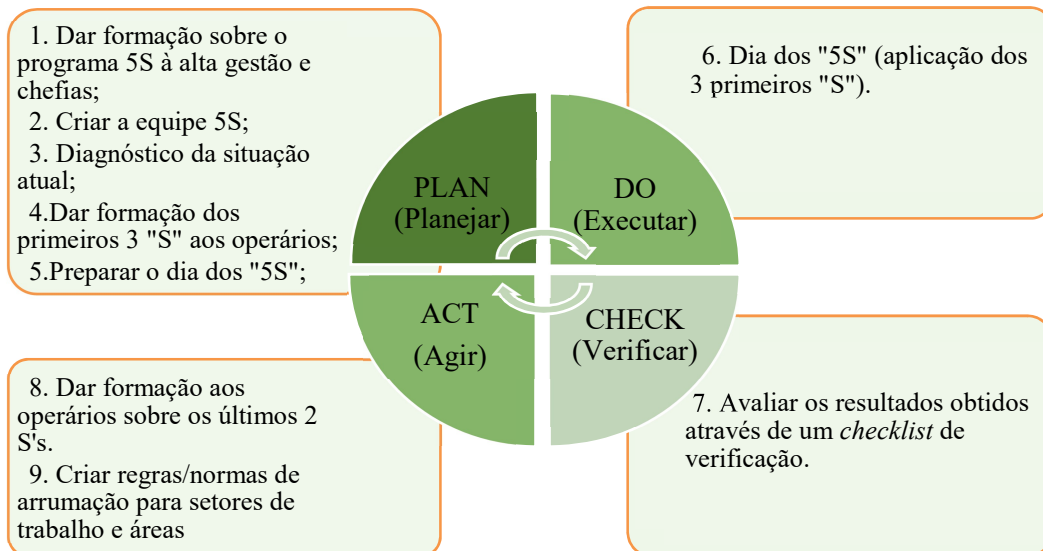 1. Dar formação sobre o
programa 5S à alta gestão e
chefias;
2. Criar a equipe 5S;
3. Diagnóstico da situação
atual;
4.Dar formação dos
primeiros 3 "S" aos operários;
5.Preparar o dia dos "5S";
6. Dia dos "5S" (aplicação dos
3 primeiros "S").
PLAN
(Planejar)
DO
(Executar)
ACT
(Agir)
CHECK
(Verificar)
8. Dar formação aos
operários sobre os últimos 2
S's.
9. Criar regras/normas de
arrumação para setores de
trabalho e áreas
7. Avaliar os resultados obtidos
através de um checklist de
verificação.